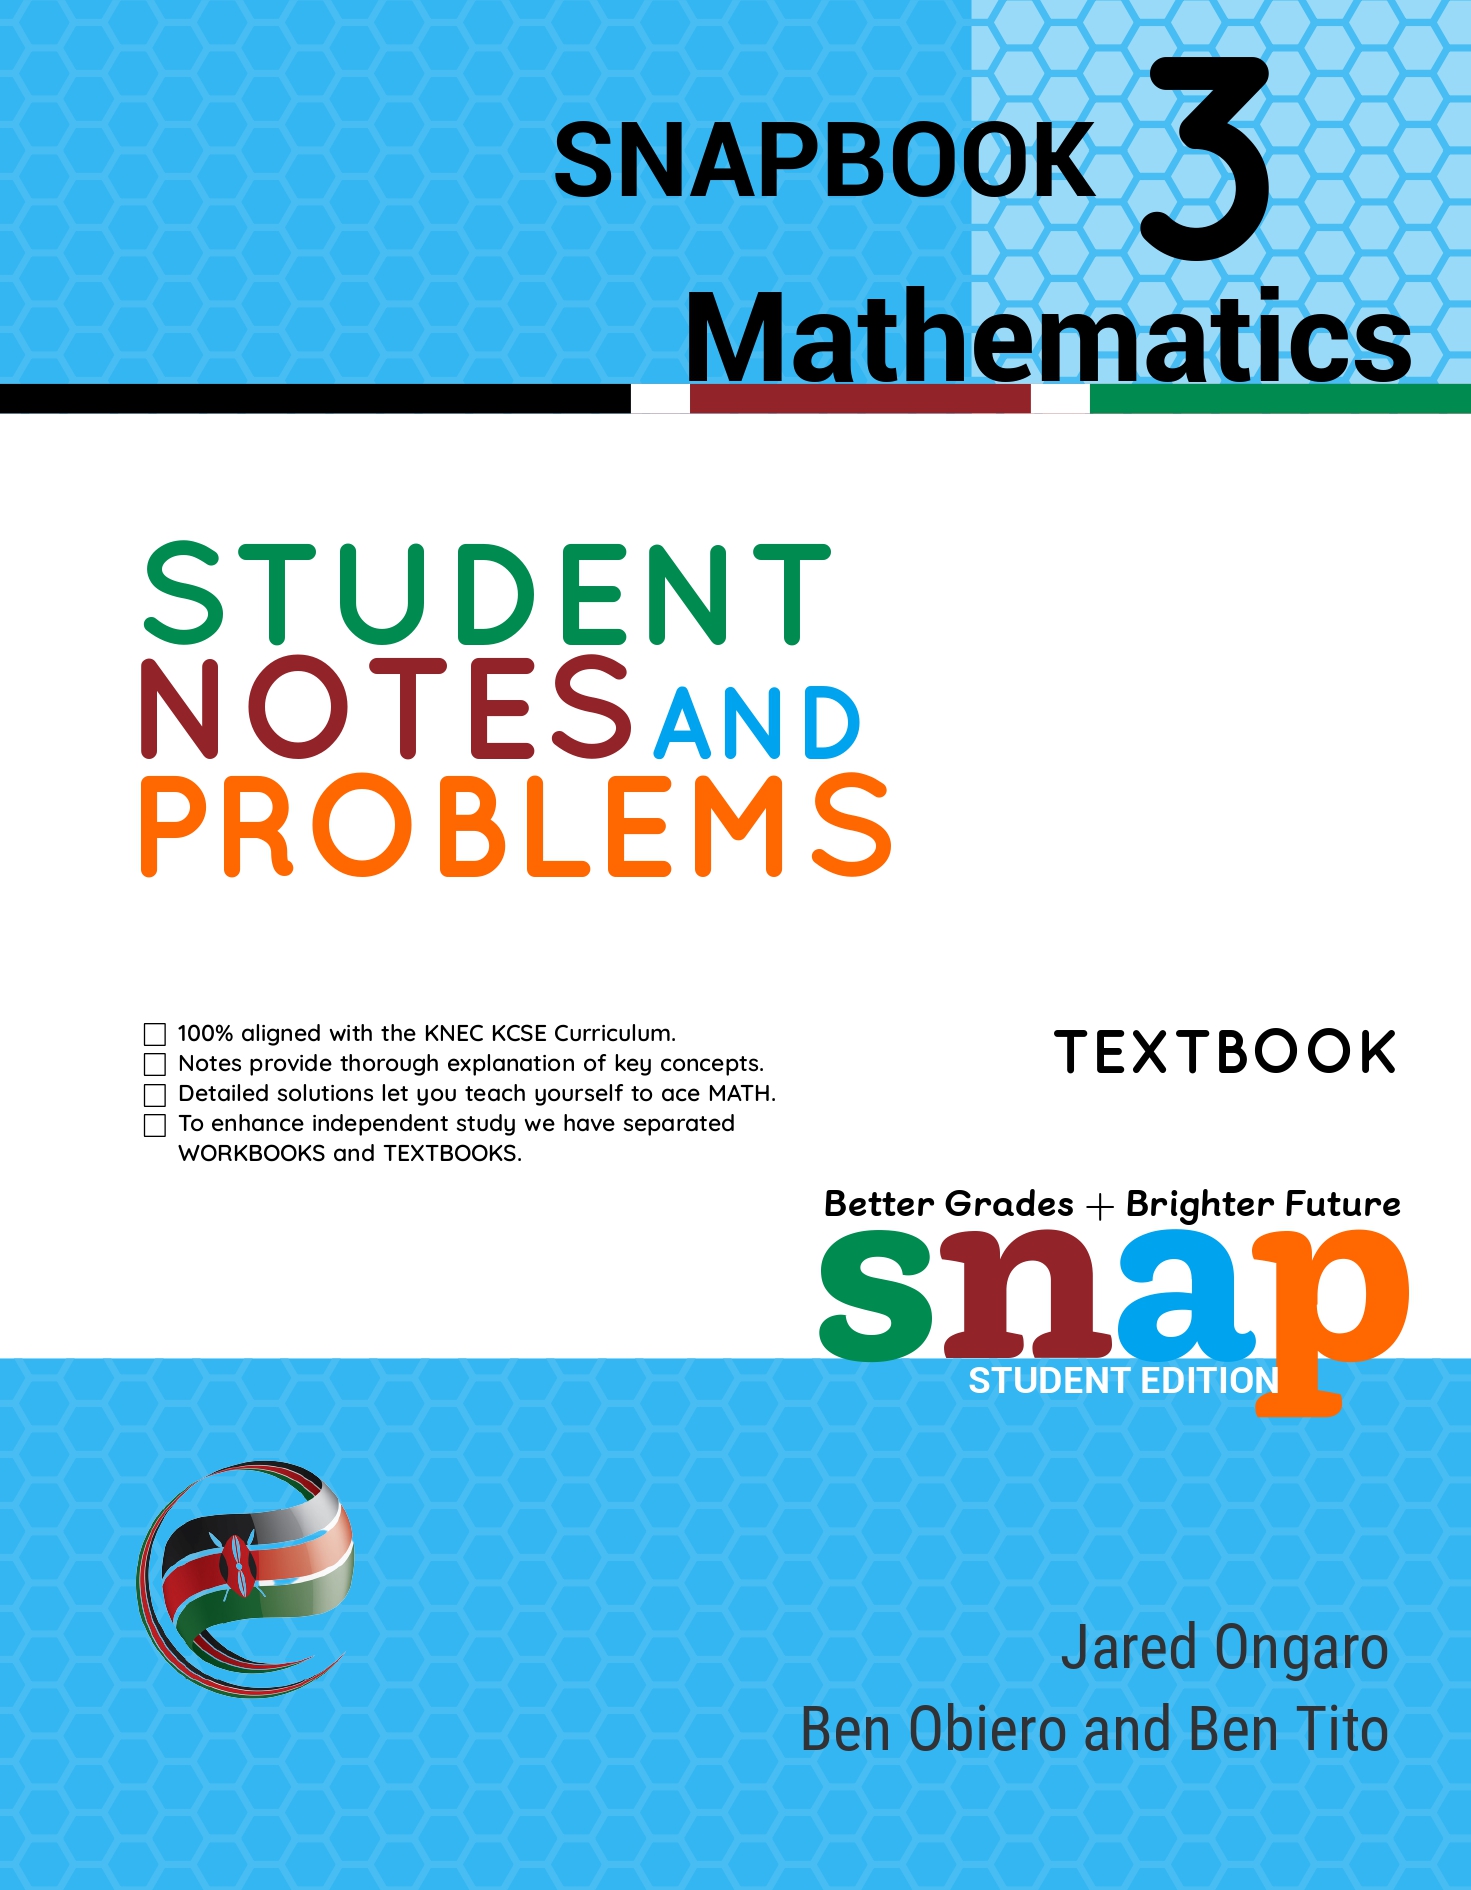 SNAPBOOK 3
Mathematics
STUDENT
NOTES AND
PROBLEMS
☐ 100% aligned with the KNEC KCSE Curriculum.
☐ Notes provide thorough explanation of key concepts.
☐ Detailed solutions let you teach yourself to ace MATH.
☐ To enhance independent study we have separated
WORKBOOKS and TEXTBOOKS.
TEXTBOOK
Better Grades + Brighter Future
snap
STUDENT EDITION
Jared Ongaro
Ben Obiero and Ben Tito